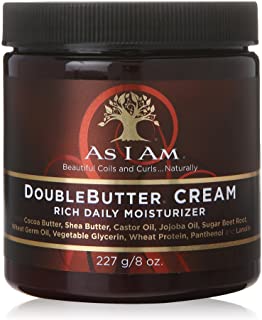 AS I AM
Beautiful Coils and Curls...Naturally
DOUBLEBUTTER CREAM
RICH DAILY MOISTURIZER
Cocoa Butter, Shea Butter, Castor Oil, Jojoba Oil, Sugar Beet Root,
Wheat Germ Oil, Vegetable Glycerin, Wheat Protein, Panthenol and Lanolin
227 g/8 oz.